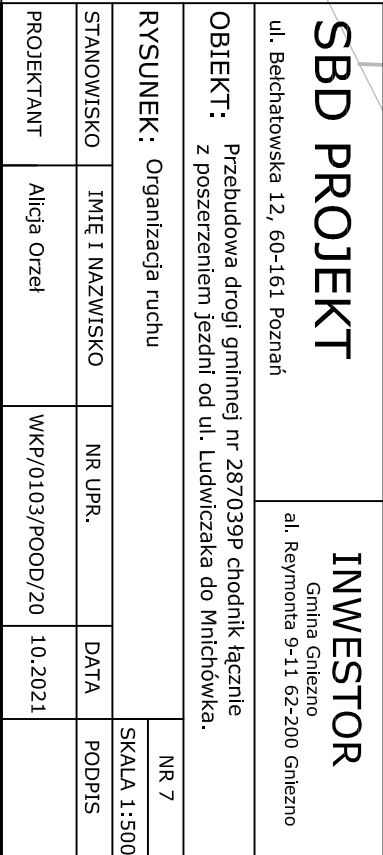 SBD PROJEKT
ul. Bełchatowska 12, 60-161 Poznań
INWESTOR
Gmina Gniezno
al. Reymonta 9-11 62-200 Gniezno
OBIEKT: Przebudowa drogi gminnej nr 287039P chodnik łącznie
z poszerzeniem jezdni od ul. Ludwiczaka do Mnichówka.
RYSUNEK: Organizacja ruchu
NR 7
SKALA 1:500
STANOWISKO IMIĘ I NAZWISKO NR UPR. DATA PODPIS
PROJEKTANT Alicja Orzeł WKP/0103/POOD/20 10.2021